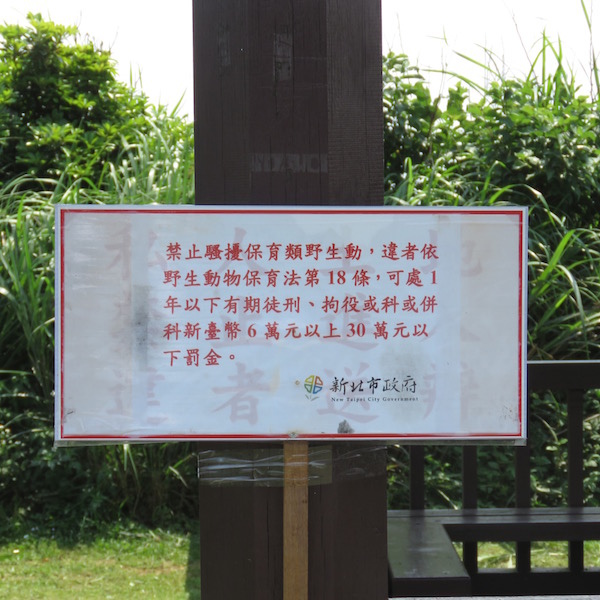 禁止騷擾保育類野生動，違者依
野生動物保育法第 18 條，可處 1
年以下有期徒刑、拘役或科或併
科新臺幣 6 萬元以上 30 萬元以
下罰金。
新北市政府
New Taipei City Government